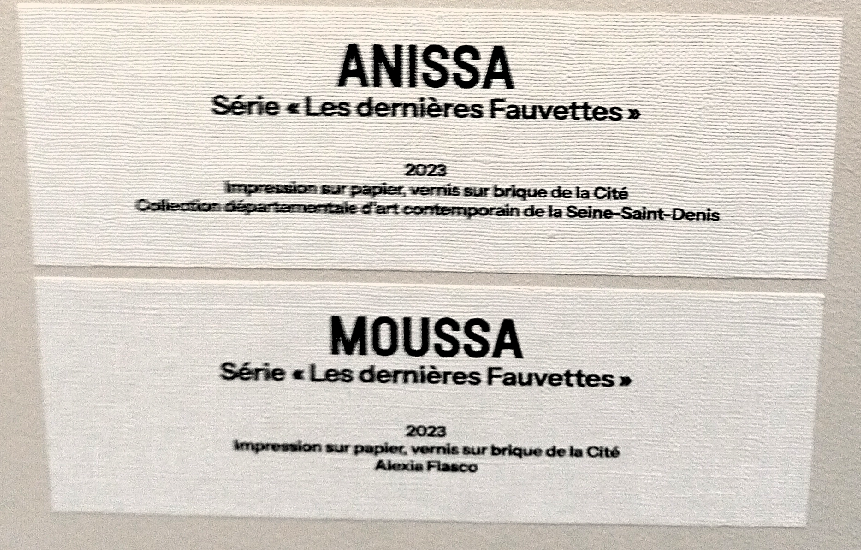 ANISSA
Série « Les dernières Fauvettes »
2023
Impression sur papier, vernis sur brique de la Cité
Collection départementale d'art contemporain de la Seine-Saint-Denis
MOUSSA
Série « Les dernières Fauvettes »
2023
Impression sur papier, vernis sur brique de la Cité
Alexia Fiasco